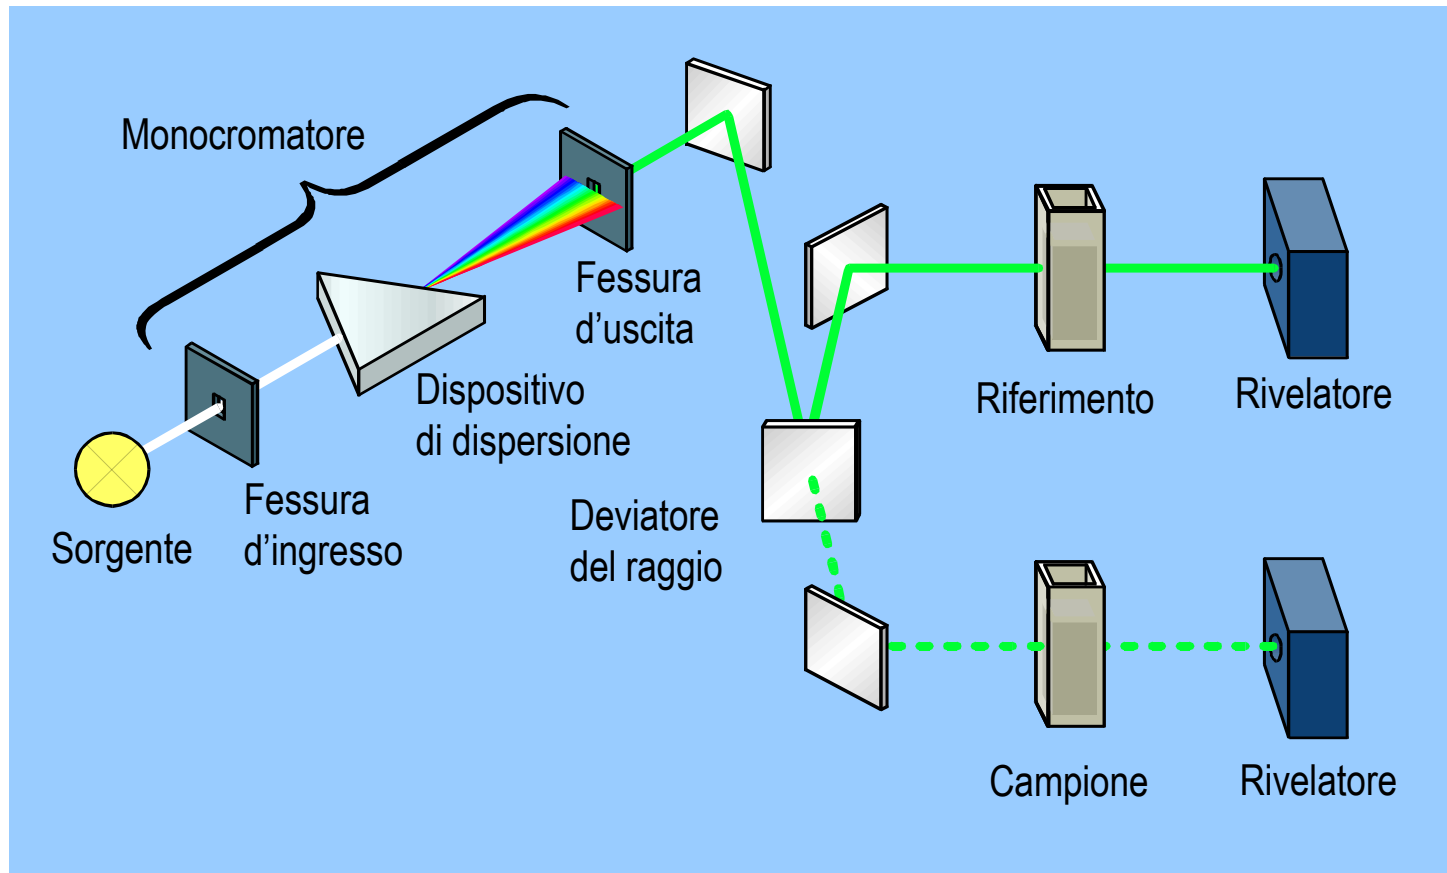 Monocromatore
Fessura
d’uscita
Dispositivo
di dispersione
Fessura
d’ingresso
Sorgente
Deviatore
del raggio
Riferimento
Rivelatore
Campione
Rivelatore